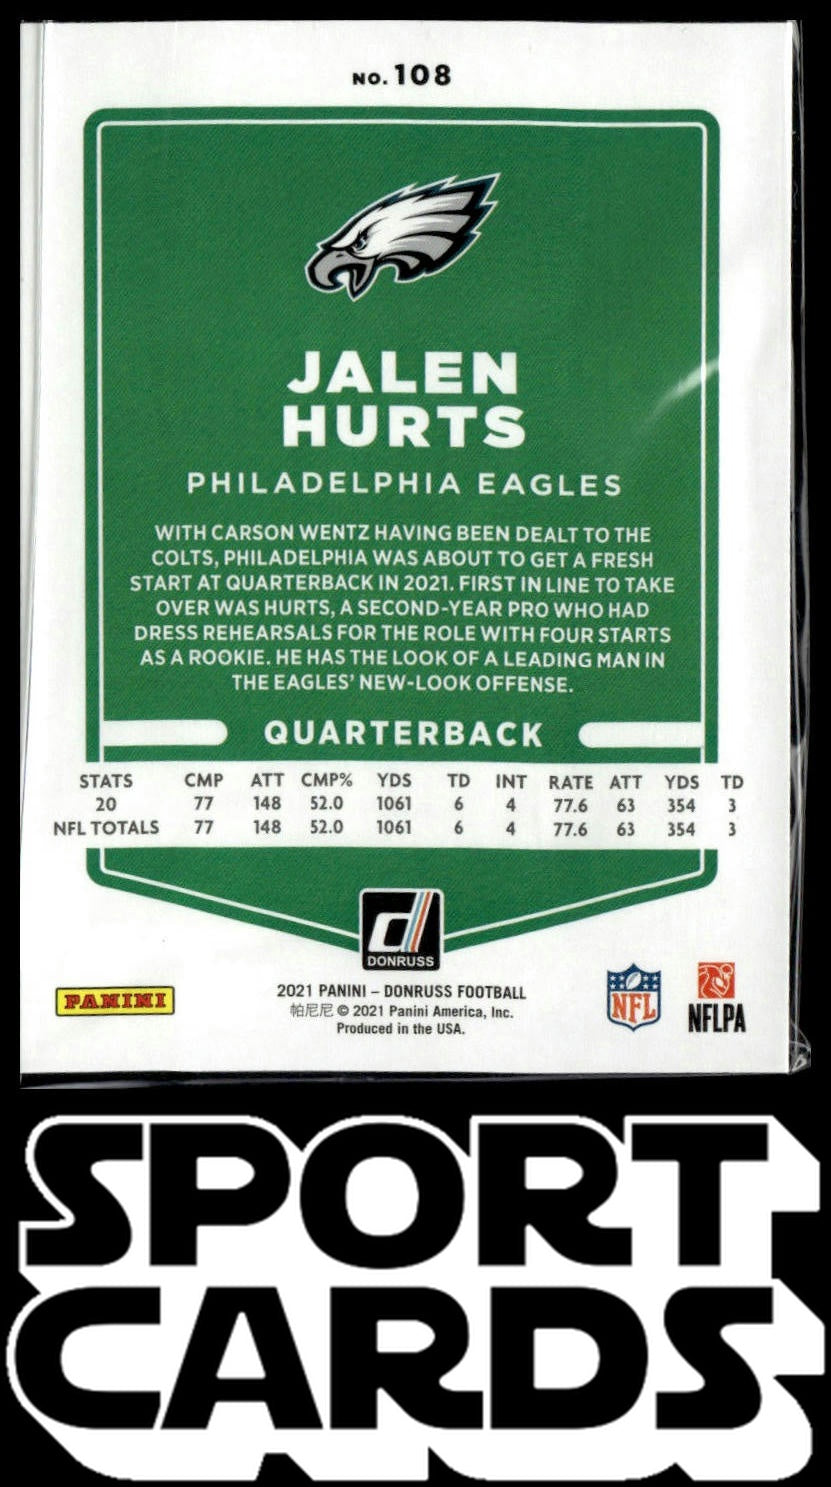 NO. 108
JALEN
HURTS
PHILADELPHIA EAGLES
WITH CARSON WENTZ HAVING BEEN DEALT TO THE
COLTS, PHILADELPHIA WAS ABOUT TO GET A FRESH
START AT QUARTERBACK IN 2021. FIRST IN LINE TO TAKE
OVER WAS HURTS, A SECOND-YEAR PRO WHO HAD
DRESS REHEARSALS FOR THE ROLE WITH FOUR STARTS
AS A ROOKIE. HE HAS THE LOOK OF A LEADING MAN IN
THE EAGLES' NEW-LOOK OFFENSE.
QUARTERBACK
STATS CMP ATT CMP% YDS TD INT RATE ATT YDS TD
20 77 148 52.0 1061 6 4 77.6 63 354 3
NFL TOTALS 77 148 52.0 1061 6 4 77.6 63 354 3
d
DONRUSS
PANINI
2021 PANINI – DONRUSS FOOTBALL
帕尼尼 © 2021 Panini America, Inc.
Produced in the USA.
NFL
NFLPA
SPORT
CARDS